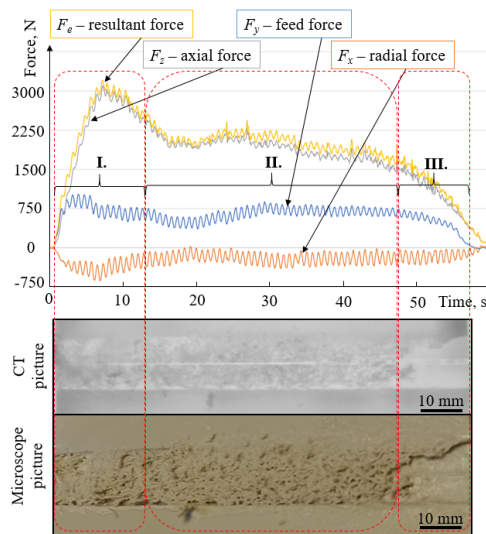 Force, N
Fe – resultant force
Fy – feed force
Fz – axial force
Fx – radial force
3000
2250
1500
750
0
-750
I.
II.
III.
0
10
20
30
40
50
Time, s
CT
picture
10 mm
Microscope
picture
10 mm